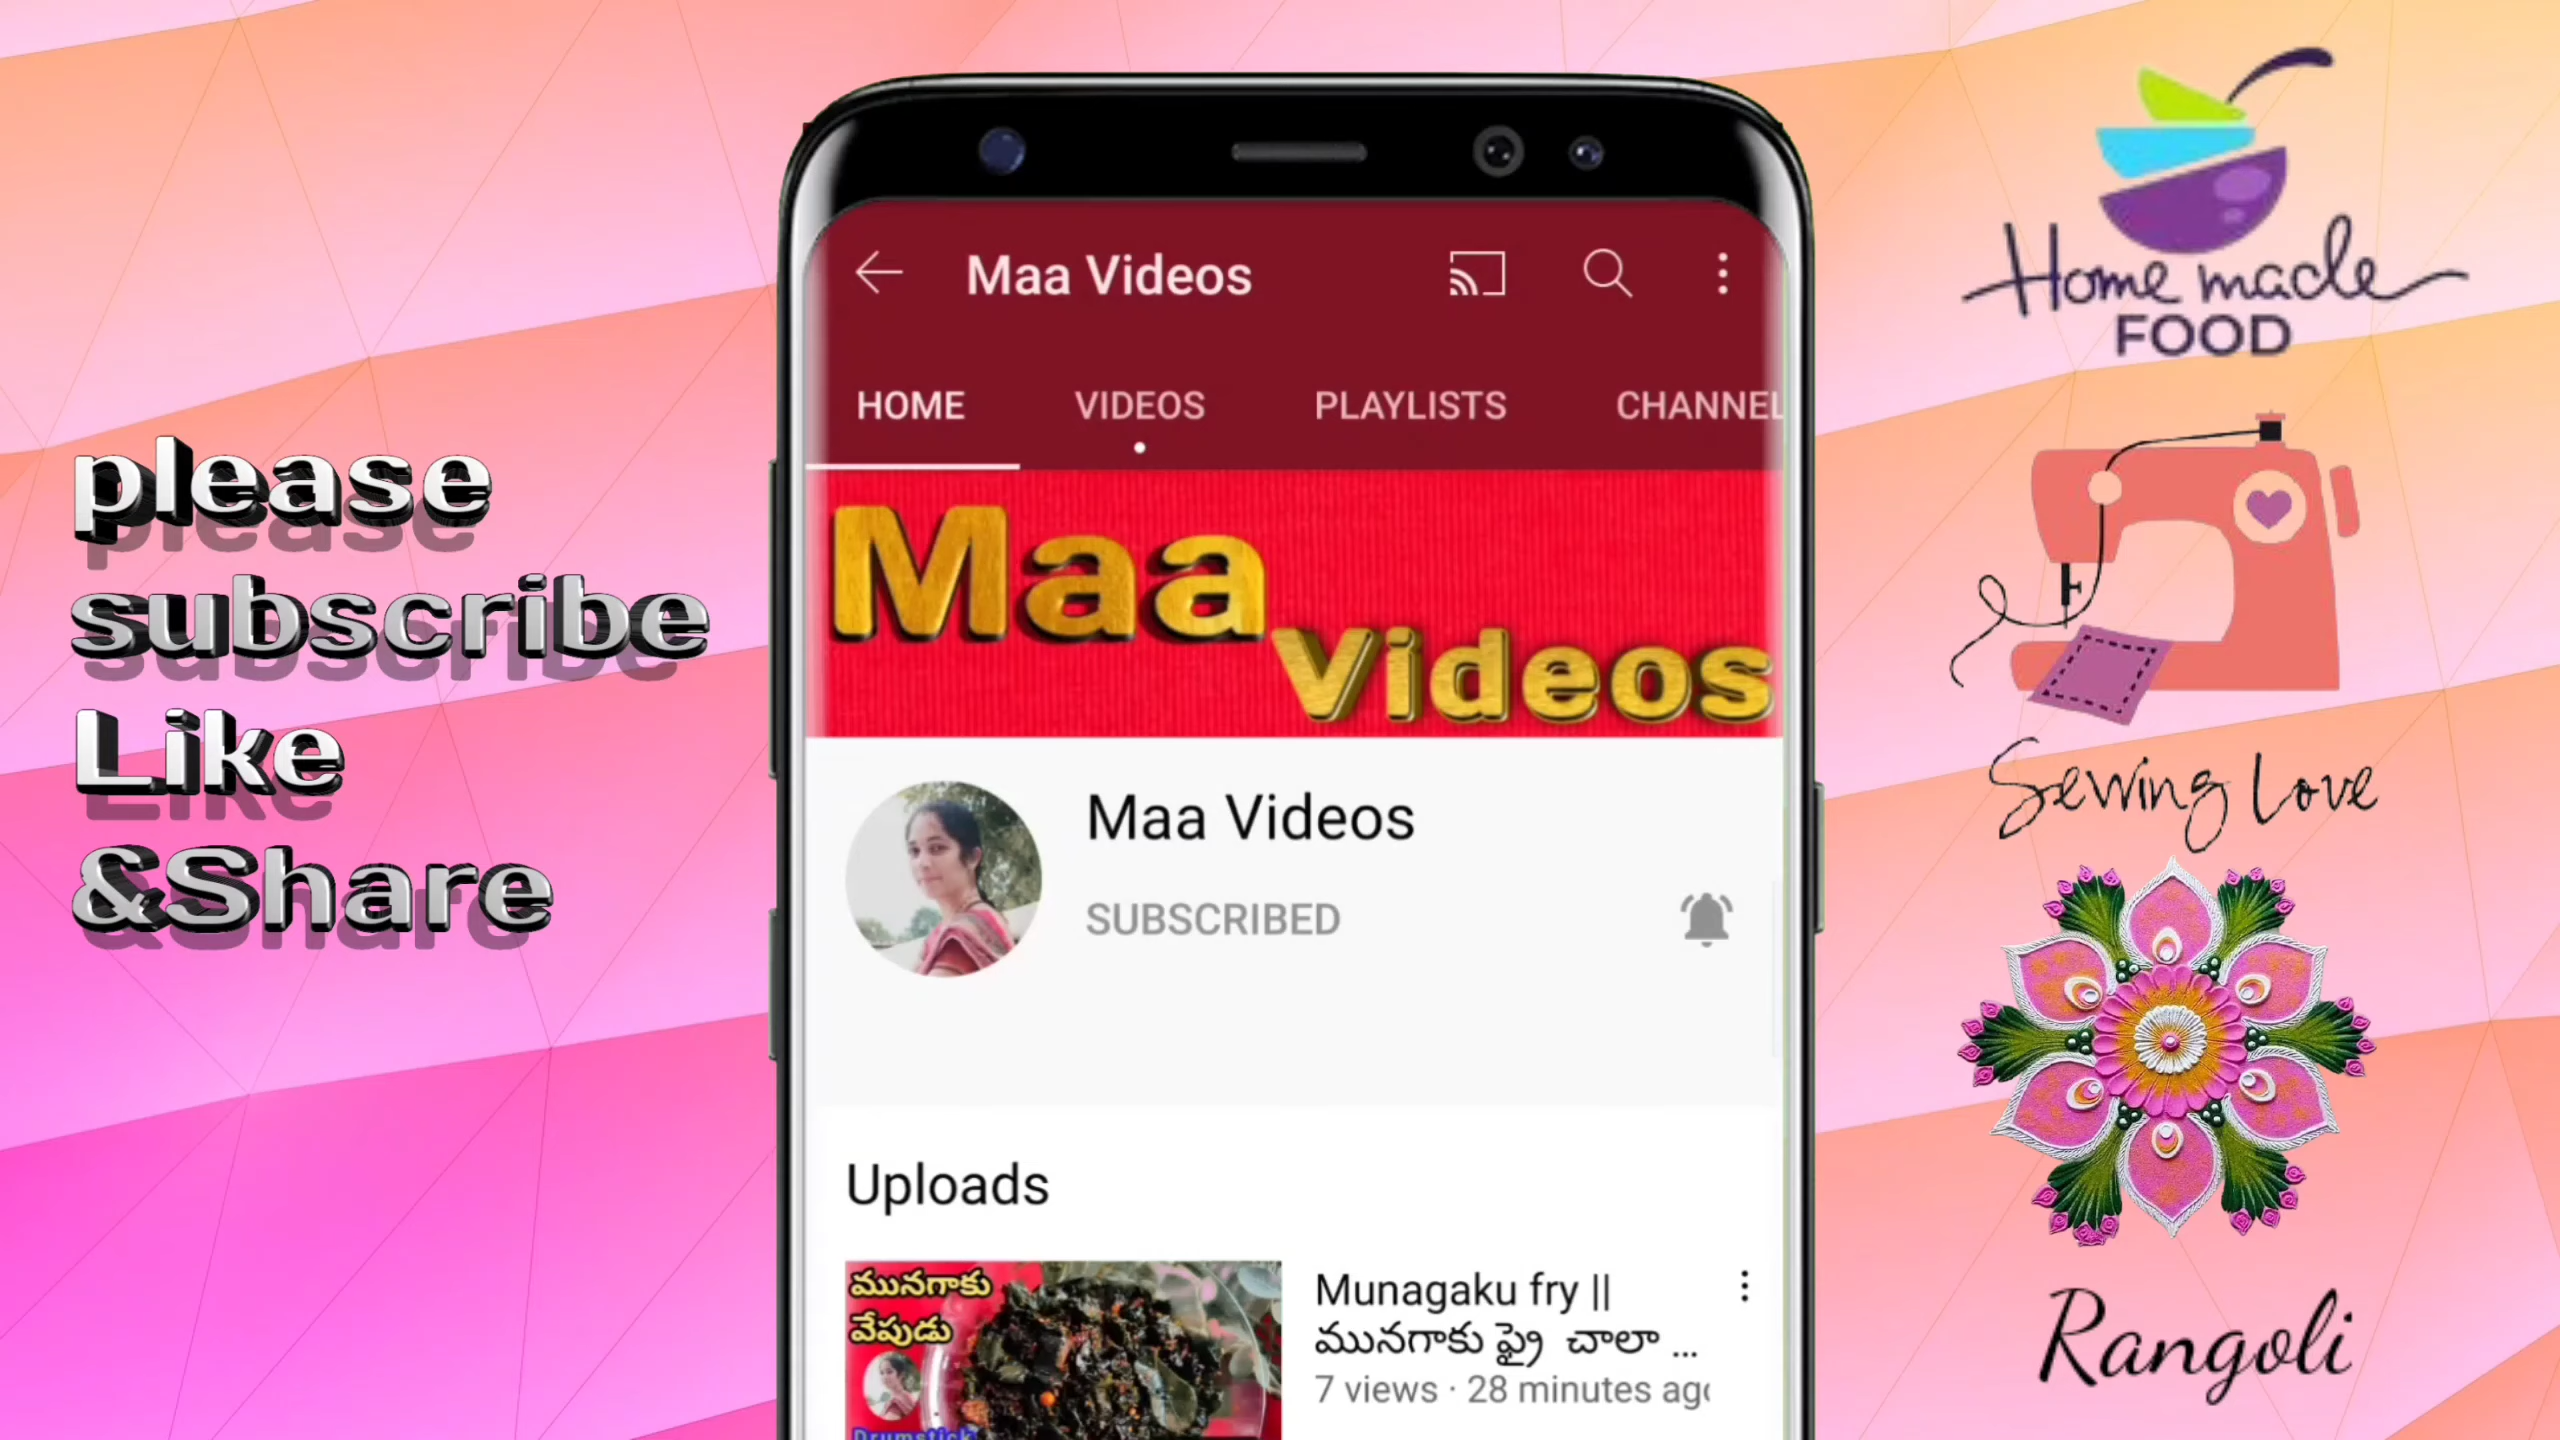 please
subscribe
Like
&Share
Maa Videos
HOME VIDEOS PLAYLISTS CHANNEL
Maa
Videos
Maa Videos
SUBSCRIBED
Uploads
మునగాకు
వేపుడు
Drumstick
Munagaku fry ||
మునగాకు ఫ్రై చాలా ...
7 views · 28 minutes ago
Home made
FOOD
Sewing Love
Rangoli